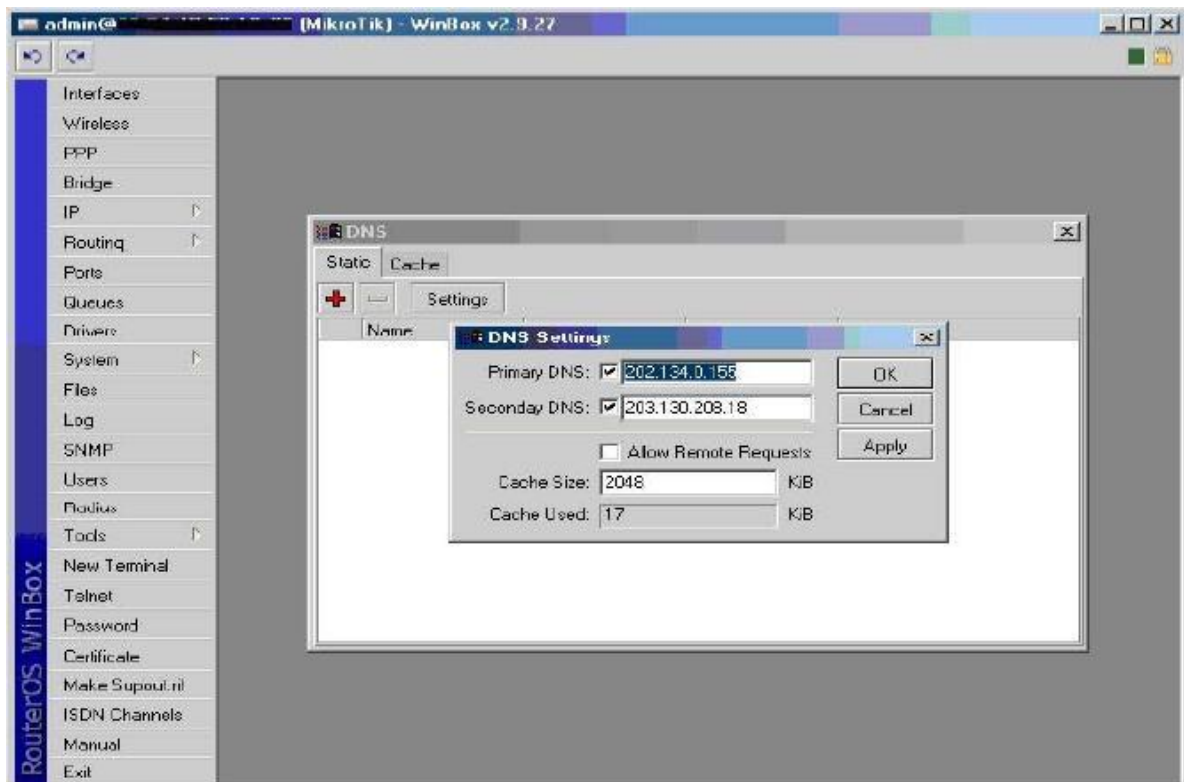 admin@ (MikroTik) - WinBox v2.9.27
Interfaces
Wireless
PPP
Bridge
IP
Routing
Ports
Queues
Drivers
System
Files
Log
SNMP
Users
Radius
Tools
New Terminal
Telnet
Password
Certificate
Make Supout.rif
ISDN Channels
Manual
Exit
RouterOS WinBox
DNS
Static Cache
Settings
Name
DNS Settings
Primary DNS: 202.134.0.155
OK
Seconday DNS: 203.130.208.18
Cancel
Allow Remote Requests
Apply
Cache Size: 2048 KiB
Cache Used: 17 KiB